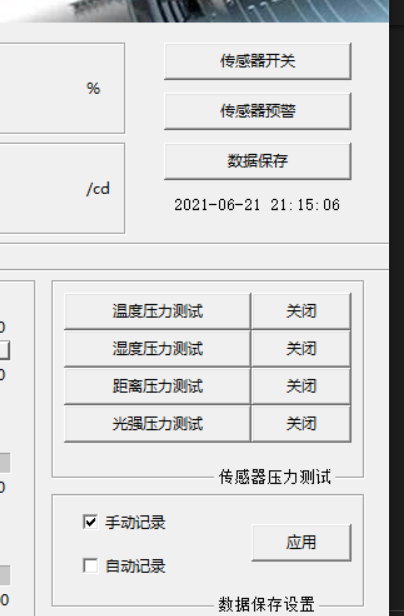 传感器开关
%
传感器预警
数据保存
/cd
2021-06-21 21:15:06
温度压力测试 关闭
0
湿度压力测试 关闭
0
距离压力测试 关闭
光强压力测试 关闭
传感器压力测试
0
手动记录
应用
自动记录
0
数据保存设置